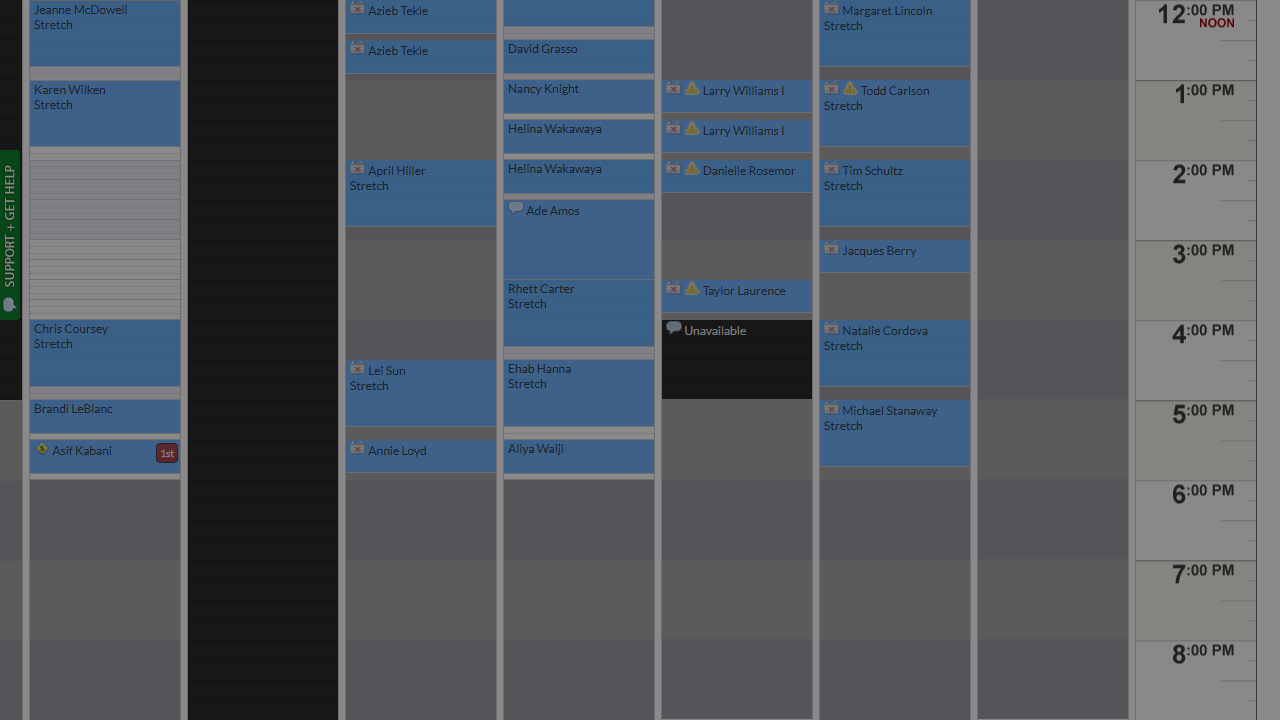 SUPPORT + GET HELP
Jeanne McDowell
Stretch
Karen Wilken
Stretch
Chris Coursey
Stretch
Brandi LeBlanc
Asif Kabani
1st
Azieb Tekle
Azieb Tekle
April Hiller
Stretch
Lei Sun
Stretch
Annie Loyd
David Grasso
Nancy Knight
Helina Wakawaya
Helina Wakawaya
Ade Amos
Rhett Carter
Stretch
Ehab Hanna
Stretch
Aliya Walji
Larry Williams I
Larry Williams I
Danielle Rosemor
Taylor Laurence
Unavailable
Margaret Lincoln
Stretch
Todd Carlson
Stretch
Tim Schultz
Stretch
Jacques Berry
Natalie Cordova
Stretch
Michael Stanaway
Stretch
12:00 PM
NOON
1:00 PM
2:00 PM
3:00 PM
4:00 PM
5:00 PM
6:00 PM
7:00 PM
8:00 PM